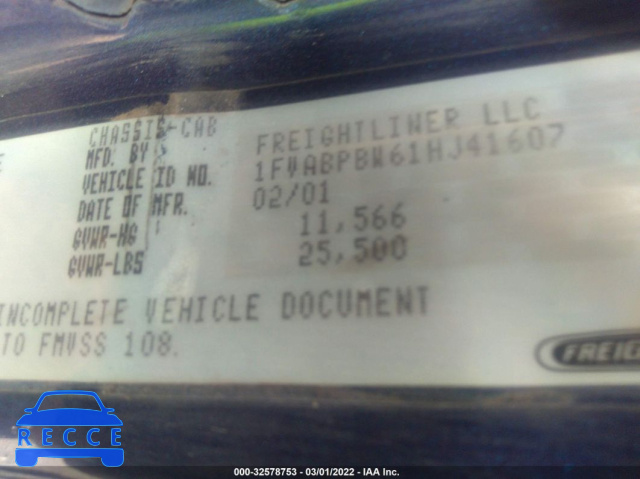 CHASSIS-CAB
MFD. BY FREIGHTLINER LLC
VEHICLE ID NO. 1FVABPBW61HJ41607
DATE OF MFR. 02/01
GVWR-KG 11,566
GVWR-LBS 25,500
INCOMPLETE VEHICLE DOCUMENT
TO FMVSS 108.
FREIG
RECCE
000-32578753 - 03/01/2022 - IAA Inc.